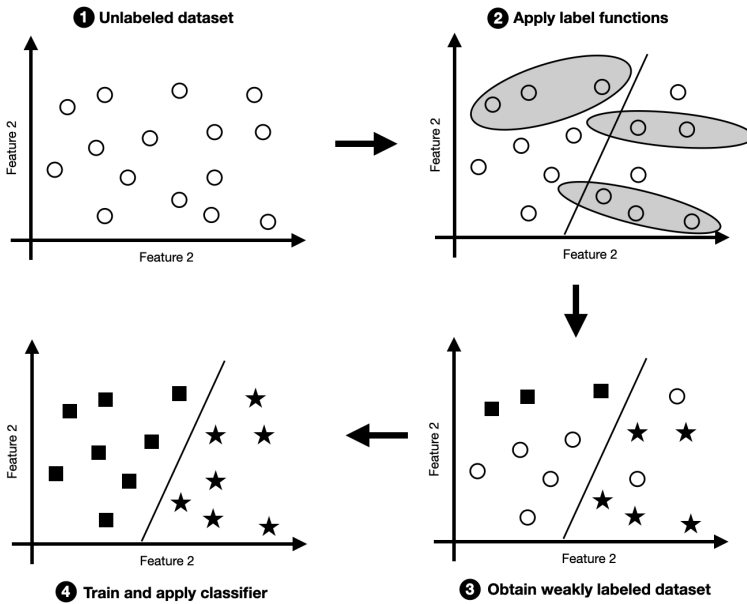 1 Unlabeled dataset
2 Apply label functions
Feature 2
Feature 2
Feature 2
Feature 2
Feature 2
Feature 2
Feature 2
Feature 2
4 Train and apply classifier
3 Obtain weakly labeled dataset